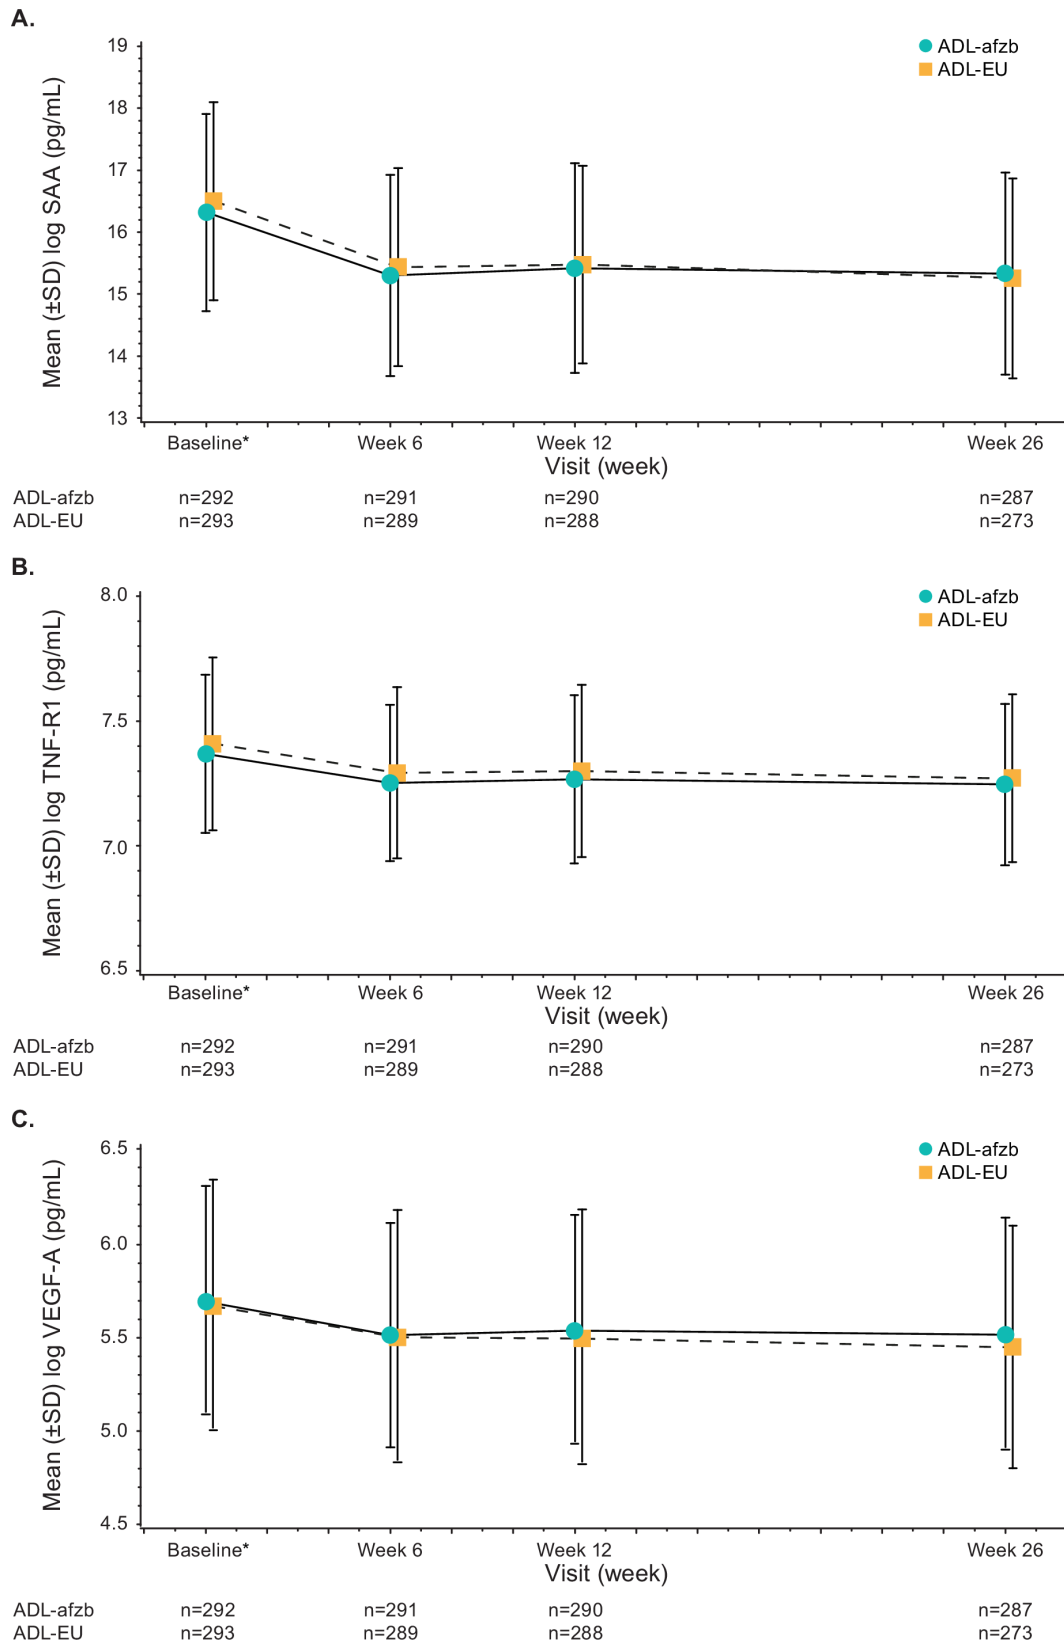 A.
ADL-afzb
ADL-EU
19
18
17
16
15
14
13
Mean (±SD) log SAA (pg/mL)
Baseline* Week 6 Week 12 Week 26
Visit (week)
ADL-afzb n=292 n=291 n=290 n=287
ADL-EU n=293 n=289 n=288 n=273
B.
ADL-afzb
ADL-EU
8.0
7.5
7.0
6.5
Mean (±SD) log TNF-R1 (pg/mL)
Baseline* Week 6 Week 12 Week 26
Visit (week)
ADL-afzb n=292 n=291 n=290 n=287
ADL-EU n=293 n=289 n=288 n=273
C.
ADL-afzb
ADL-EU
6.5
6.0
5.5
5.0
4.5
Mean (±SD) log VEGF-A (pg/mL)
Baseline* Week 6 Week 12 Week 26
Visit (week)
ADL-afzb n=292 n=291 n=290 n=287
ADL-EU n=293 n=289 n=288 n=273